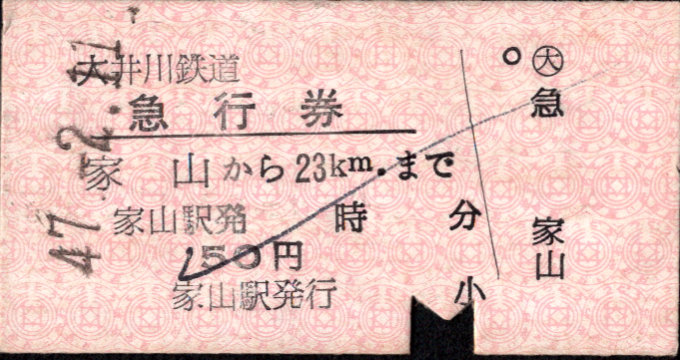 大井川鉄道
急行券
家山から23km.まで
家山駅発　時　分
50円
家山駅発行
小
○大
急
家山
47.-2.11.